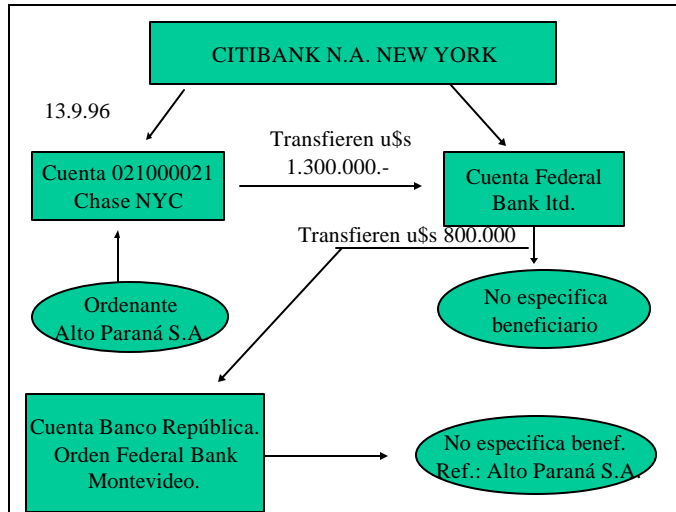 CITIBANK N.A. NEW YORK
13.9.96
Transfieren u$s
1.300.000.-
Cuenta 021000021
Chase NYC
Cuenta Federal
Bank ltd.
Transfieren u$s 800.000
Ordenante
Alto Paraná S.A.
No especifica
beneficiario
Cuenta Banco República.
Orden Federal Bank
Montevideo.
No especifica benef.
Ref.: Alto Paraná S.A.